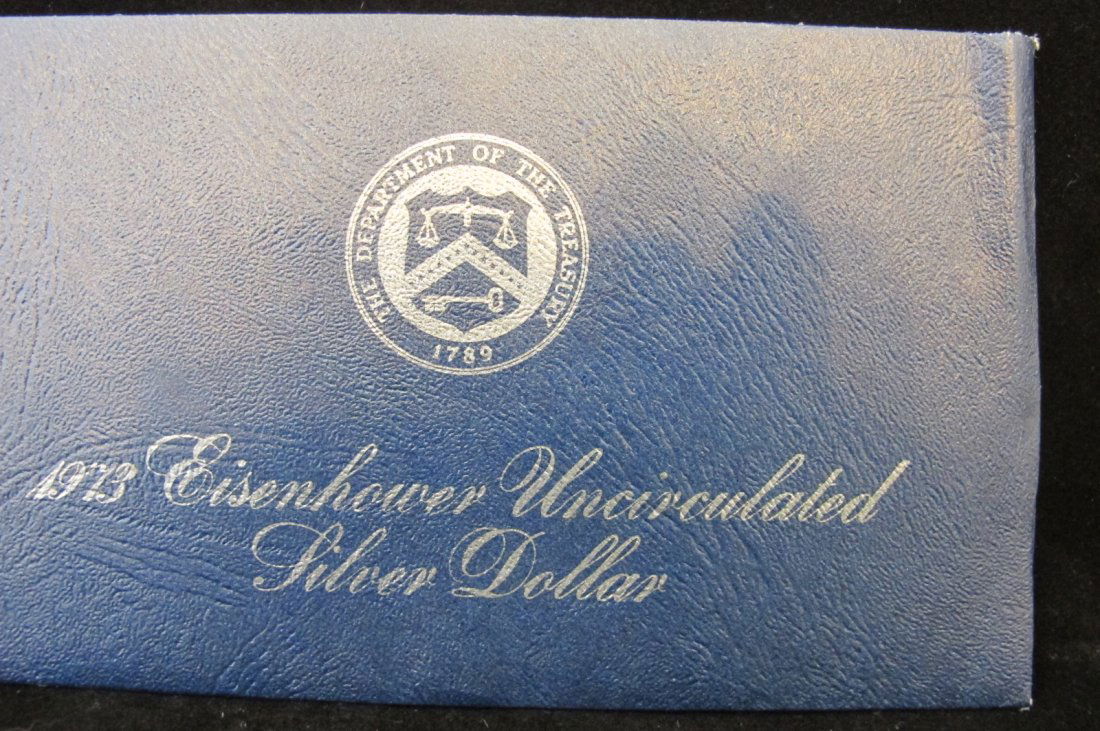 THE DEPARTMENT OF THE TREASURY
1789
1973 Eisenhower Uncirculated
Silver Dollar